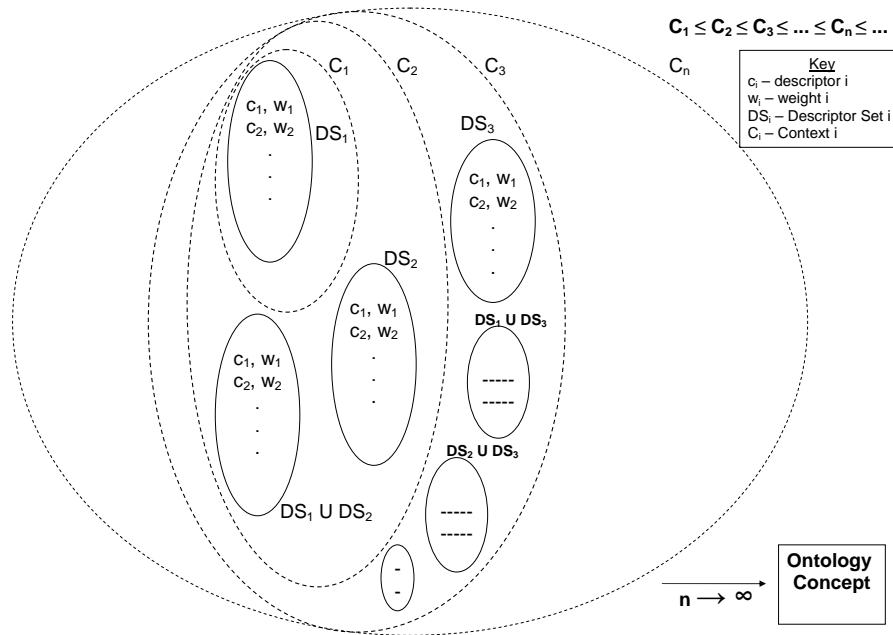 C₁ ≤ C₂ ≤ C₃ ≤ ... ≤ Cₙ ≤ ...
Key
cᵢ – descriptor i
wᵢ – weight i
DSᵢ – Descriptor Set i
Cᵢ – Context i
C₁
C₂
C₃
Cₙ
c₁, w₁
c₂, w₂
.
.
.
DS₁
DS₃
c₁, w₁
c₂, w₂
.
.
.
DS₂
c₁, w₁
c₂, w₂
.
.
.
c₁, w₁
c₂, w₂
.
.
.
DS₁ U DS₂
DS₁ U DS₃
-----
-----
DS₂ U DS₃
-----
-----
-
-
n → ∞
Ontology
Concept